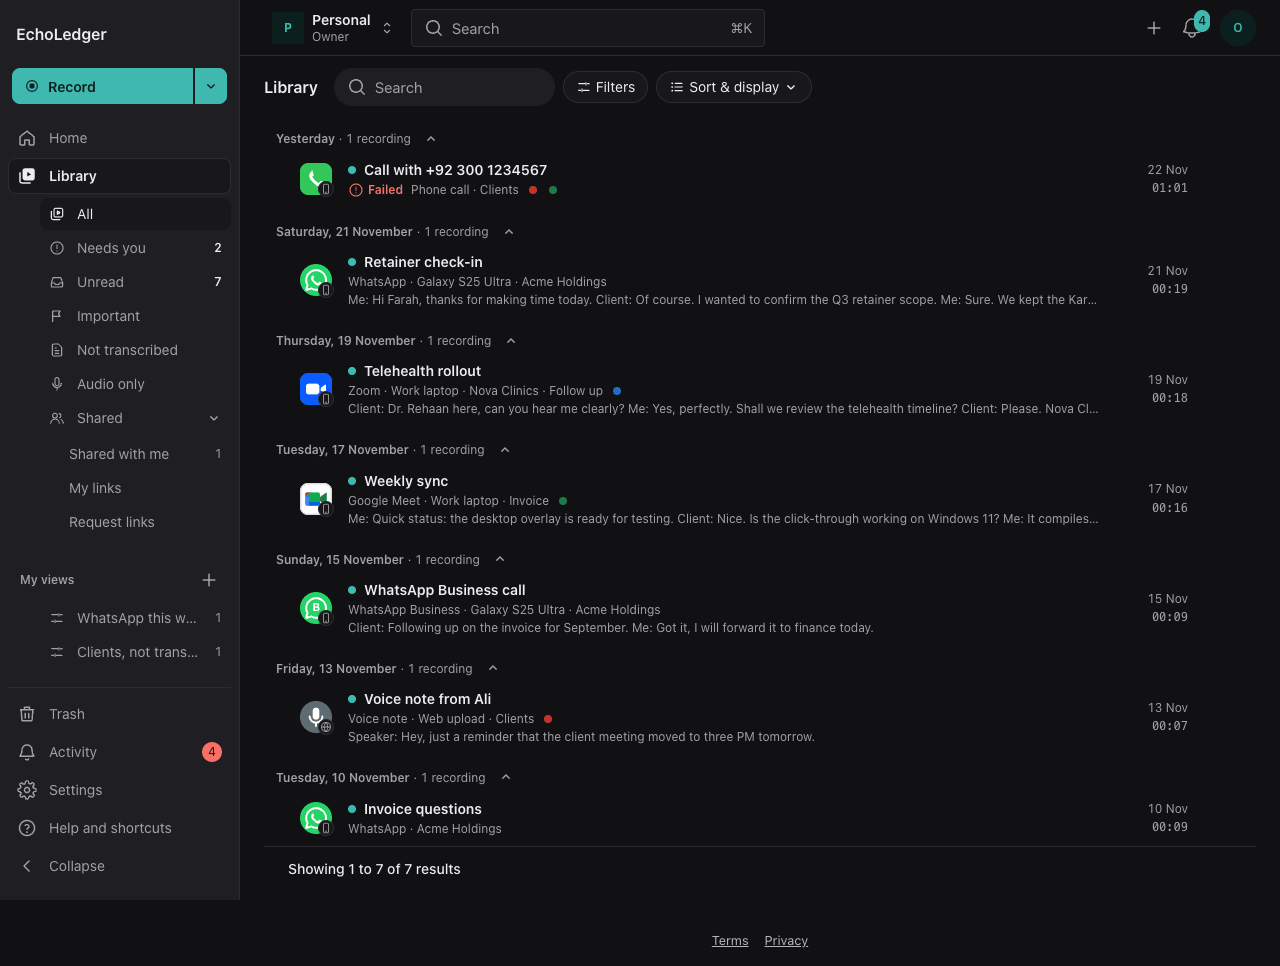 EchoLedger
Record
Home
Library
All
Needs you 2
Unread 7
Important
Not transcribed
Audio only
Shared
Shared with me 1
My links
Request links
My views
WhatsApp this w... 1
Clients, not trans... 1
Trash
Activity 4
Settings
Help and shortcuts
Collapse
P Personal
Owner
Search ⌘K
4
O
Library Search Filters Sort & display
Yesterday · 1 recording
Call with +92 300 1234567 22 Nov
Failed Phone call · Clients 01:01
Saturday, 21 November · 1 recording
Retainer check-in
WhatsApp · Galaxy S25 Ultra · Acme Holdings 21 Nov
Me: Hi Farah, thanks for making time today. Client: Of course. I wanted to confirm the Q3 retainer scope. Me: Sure. We kept the Kar... 00:19
Thursday, 19 November · 1 recording
Telehealth rollout
Zoom · Work laptop · Nova Clinics · Follow up 19 Nov
Client: Dr. Rehaan here, can you hear me clearly? Me: Yes, perfectly. Shall we review the telehealth timeline? Client: Please. Nova Cl... 00:18
Tuesday, 17 November · 1 recording
Weekly sync
Google Meet · Work laptop · Invoice 17 Nov
Me: Quick status: the desktop overlay is ready for testing. Client: Nice. Is the click-through working on Windows 11? Me: It compiles... 00:16
Sunday, 15 November · 1 recording
WhatsApp Business call
WhatsApp Business · Galaxy S25 Ultra · Acme Holdings 15 Nov
Client: Following up on the invoice for September. Me: Got it, I will forward it to finance today. 00:09
Friday, 13 November · 1 recording
Voice note from Ali
Voice note · Web upload · Clients 13 Nov
Speaker: Hey, just a reminder that the client meeting moved to three PM tomorrow. 00:07
Tuesday, 10 November · 1 recording
Invoice questions 10 Nov
WhatsApp · Acme Holdings 00:09
Showing 1 to 7 of 7 results
Terms Privacy